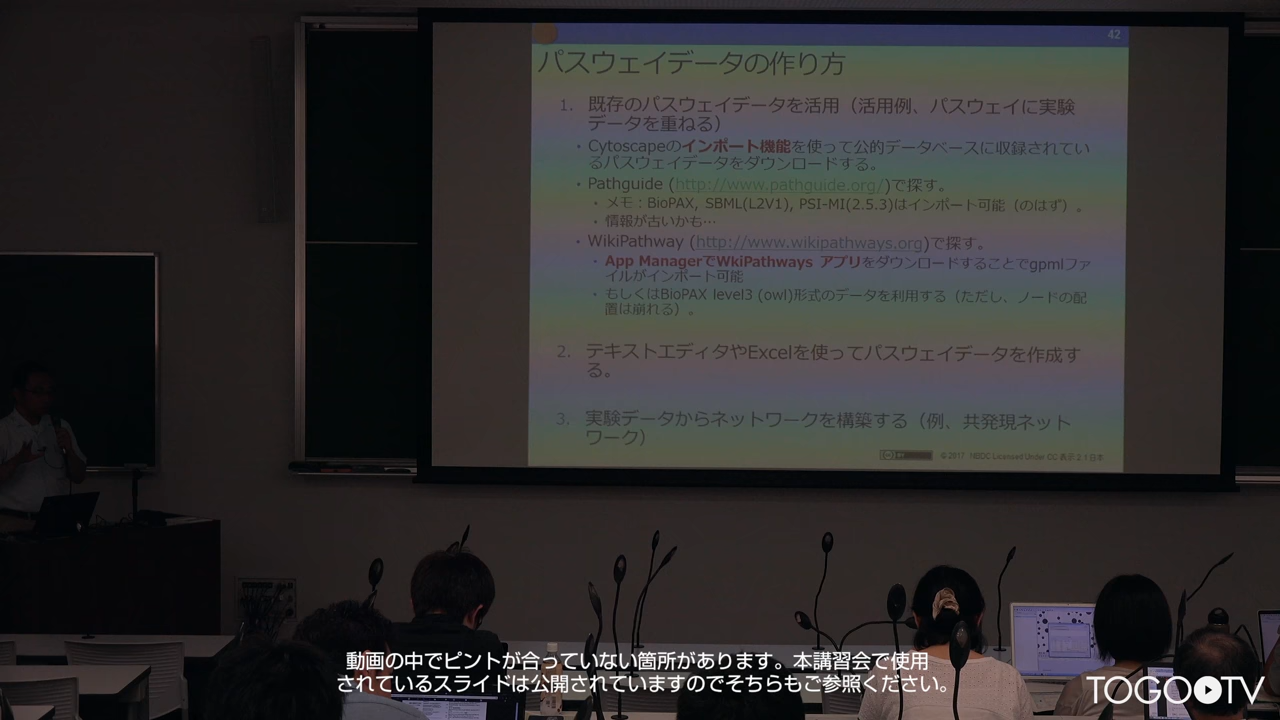 42
パスウェイデータの作り方
1. 既存のパスウェイデータを活用（活用例、パスウェイに実験
データを重ねる）
・Cytoscapeのインポート機能を使って公的データベースに収録されてい
るパスウェイデータをダウンロードする。
・Pathguide (http://www.pathguide.org/)で探す。
・メモ：BioPAX, SBML(L2V1), PSI-MI(2.5.3)はインポート可能（のはず）。
・情報が古いかも…
・WikiPathway (http://www.wikipathways.org)で探す。
・App ManagerでWkiPathways アプリをダウンロードすることでgpmlファ
イルがインポート可能
・もしくはBioPAX level3 (owl)形式のデータを利用する（ただし、ノードの配
置は崩れる）。
2. テキストエディタやExcelを使ってパスウェイデータを作成す
る。
3. 実験データからネットワークを構築する（例、共発現ネット
ワーク）
© 2017 NBDC Licensed Under CC 表示 2.1 日本
動画の中でピントが合っていない箇所があります。本講習会で使用
されているスライドは公開されていますのでそちらもご参照ください。
TOGO TV